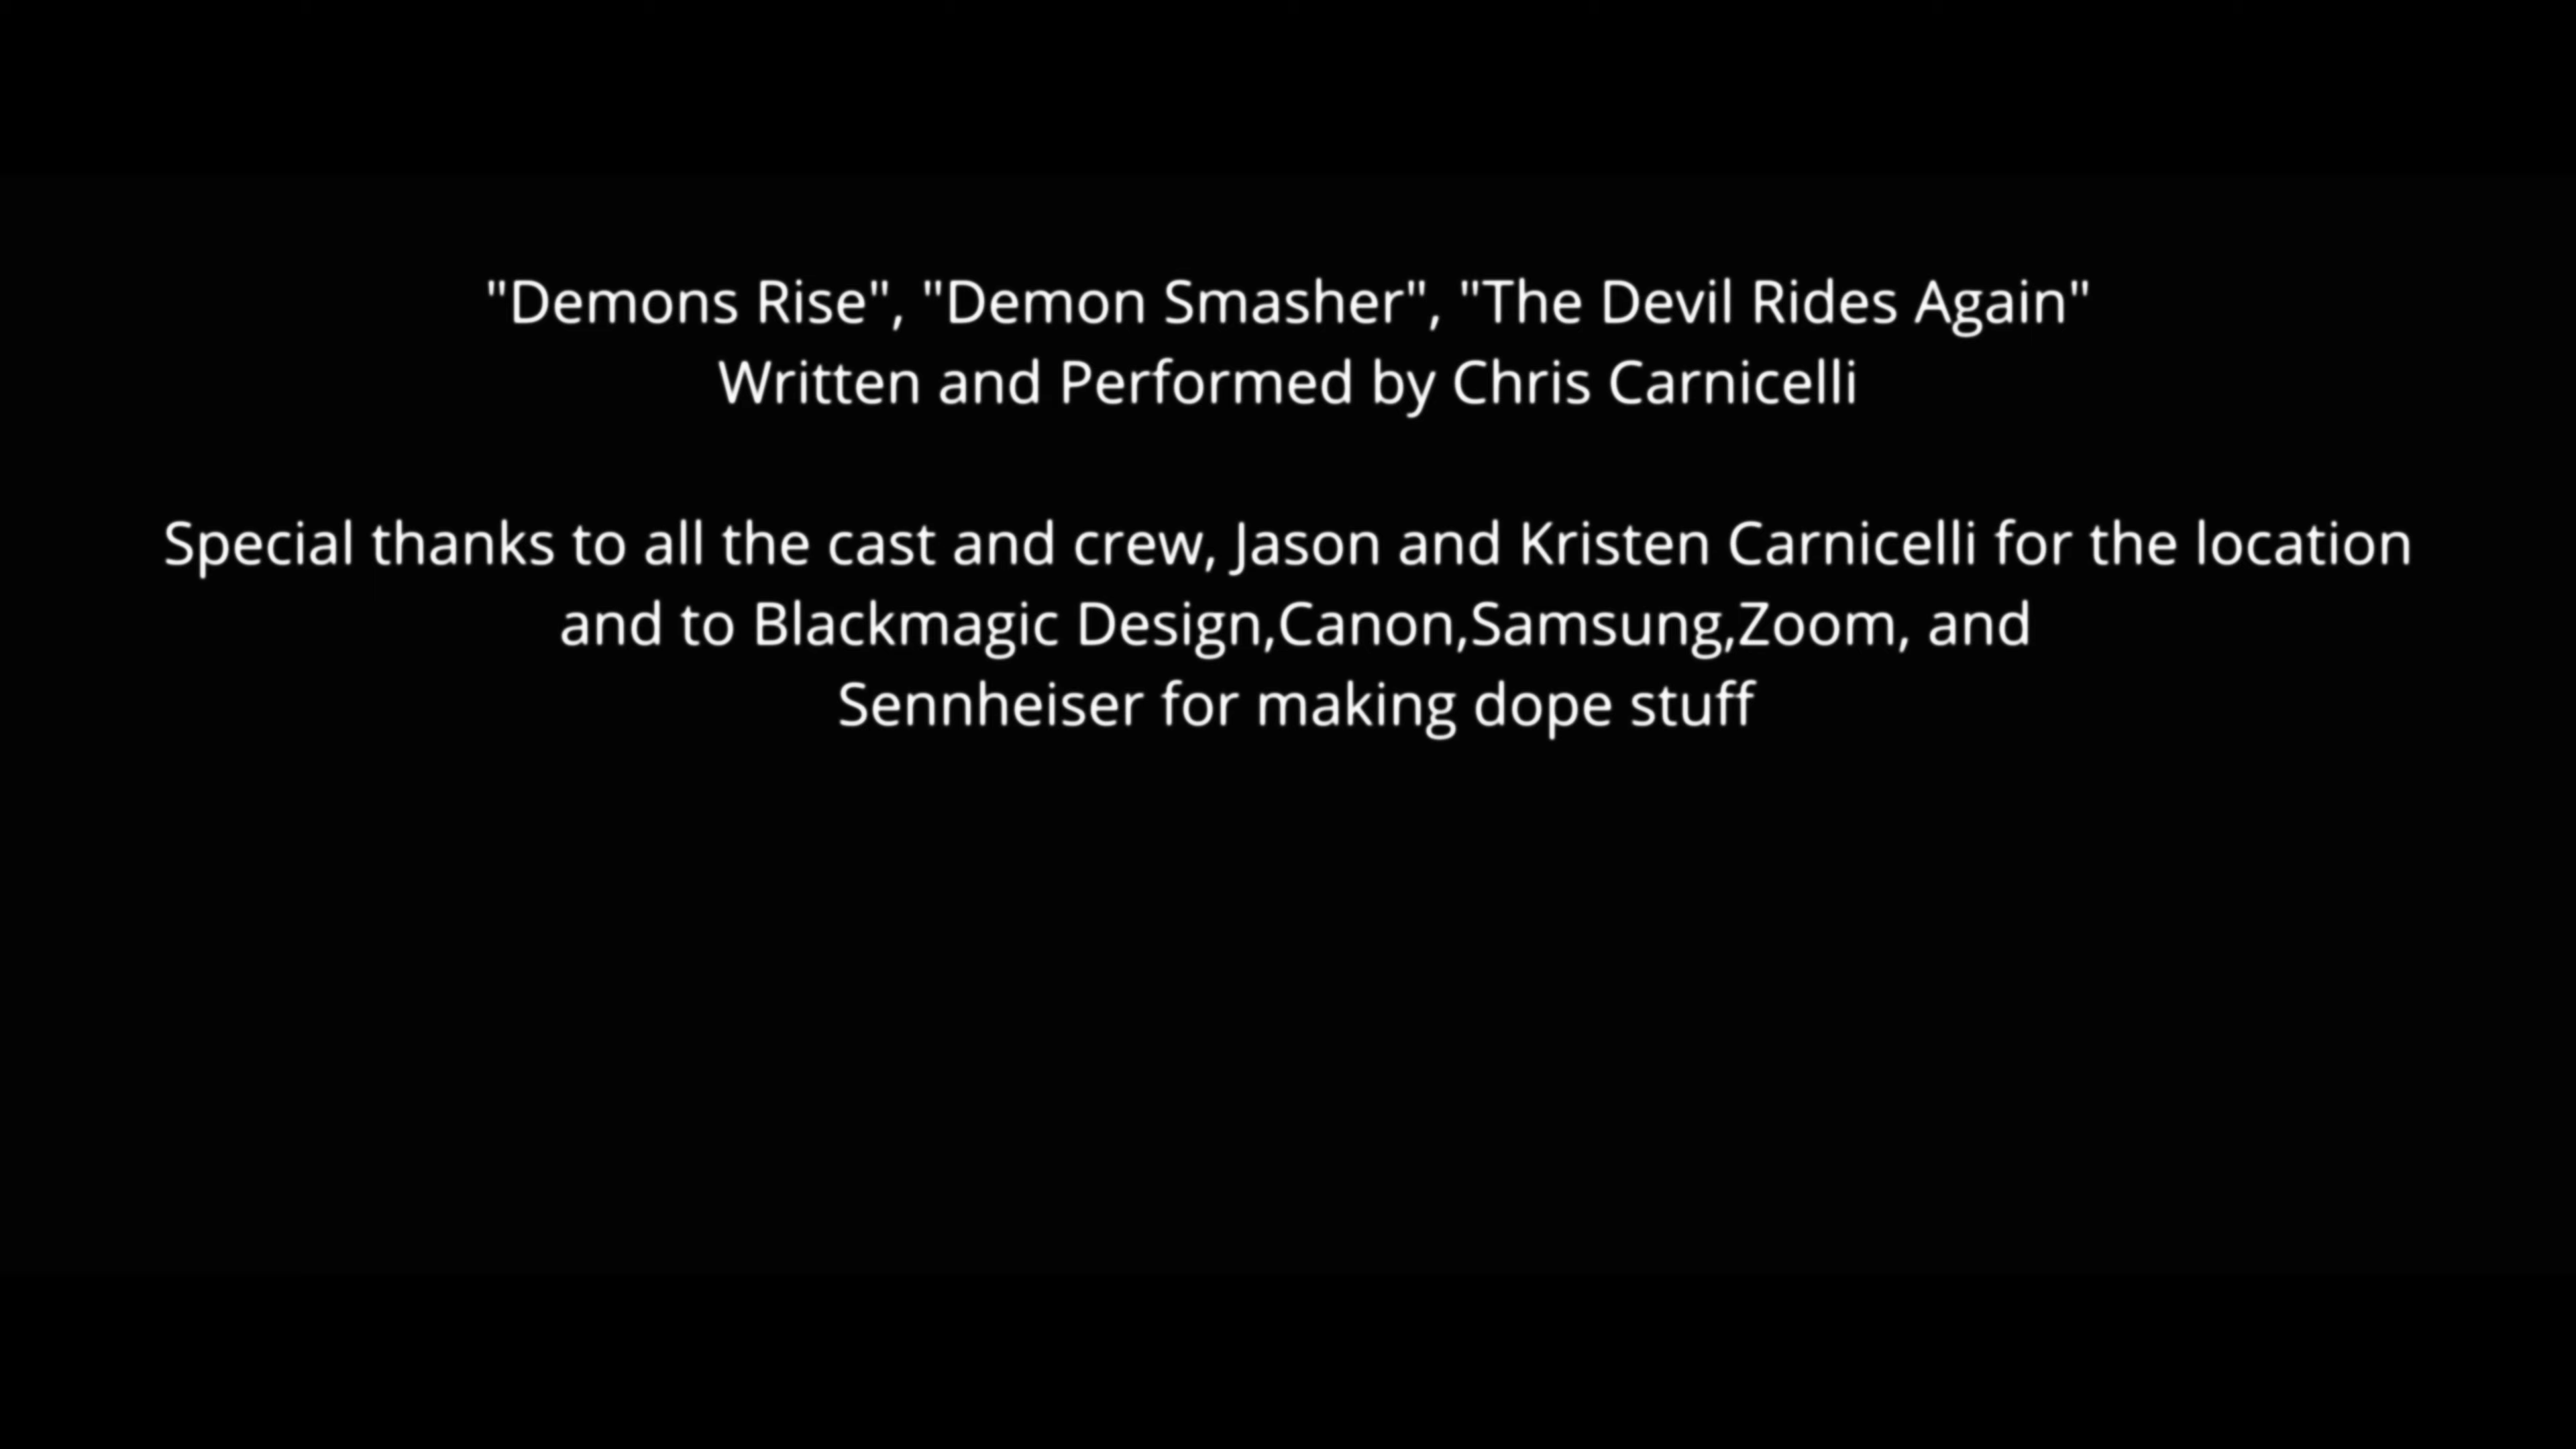 "Demons Rise", "Demon Smasher", "The Devil Rides Again"
Written and Performed by Chris Carnicelli
Special thanks to all the cast and crew, Jason and Kristen Carnicelli for the location
and to Blackmagic Design,Canon,Samsung,Zoom, and
Sennheiser for making dope stuff